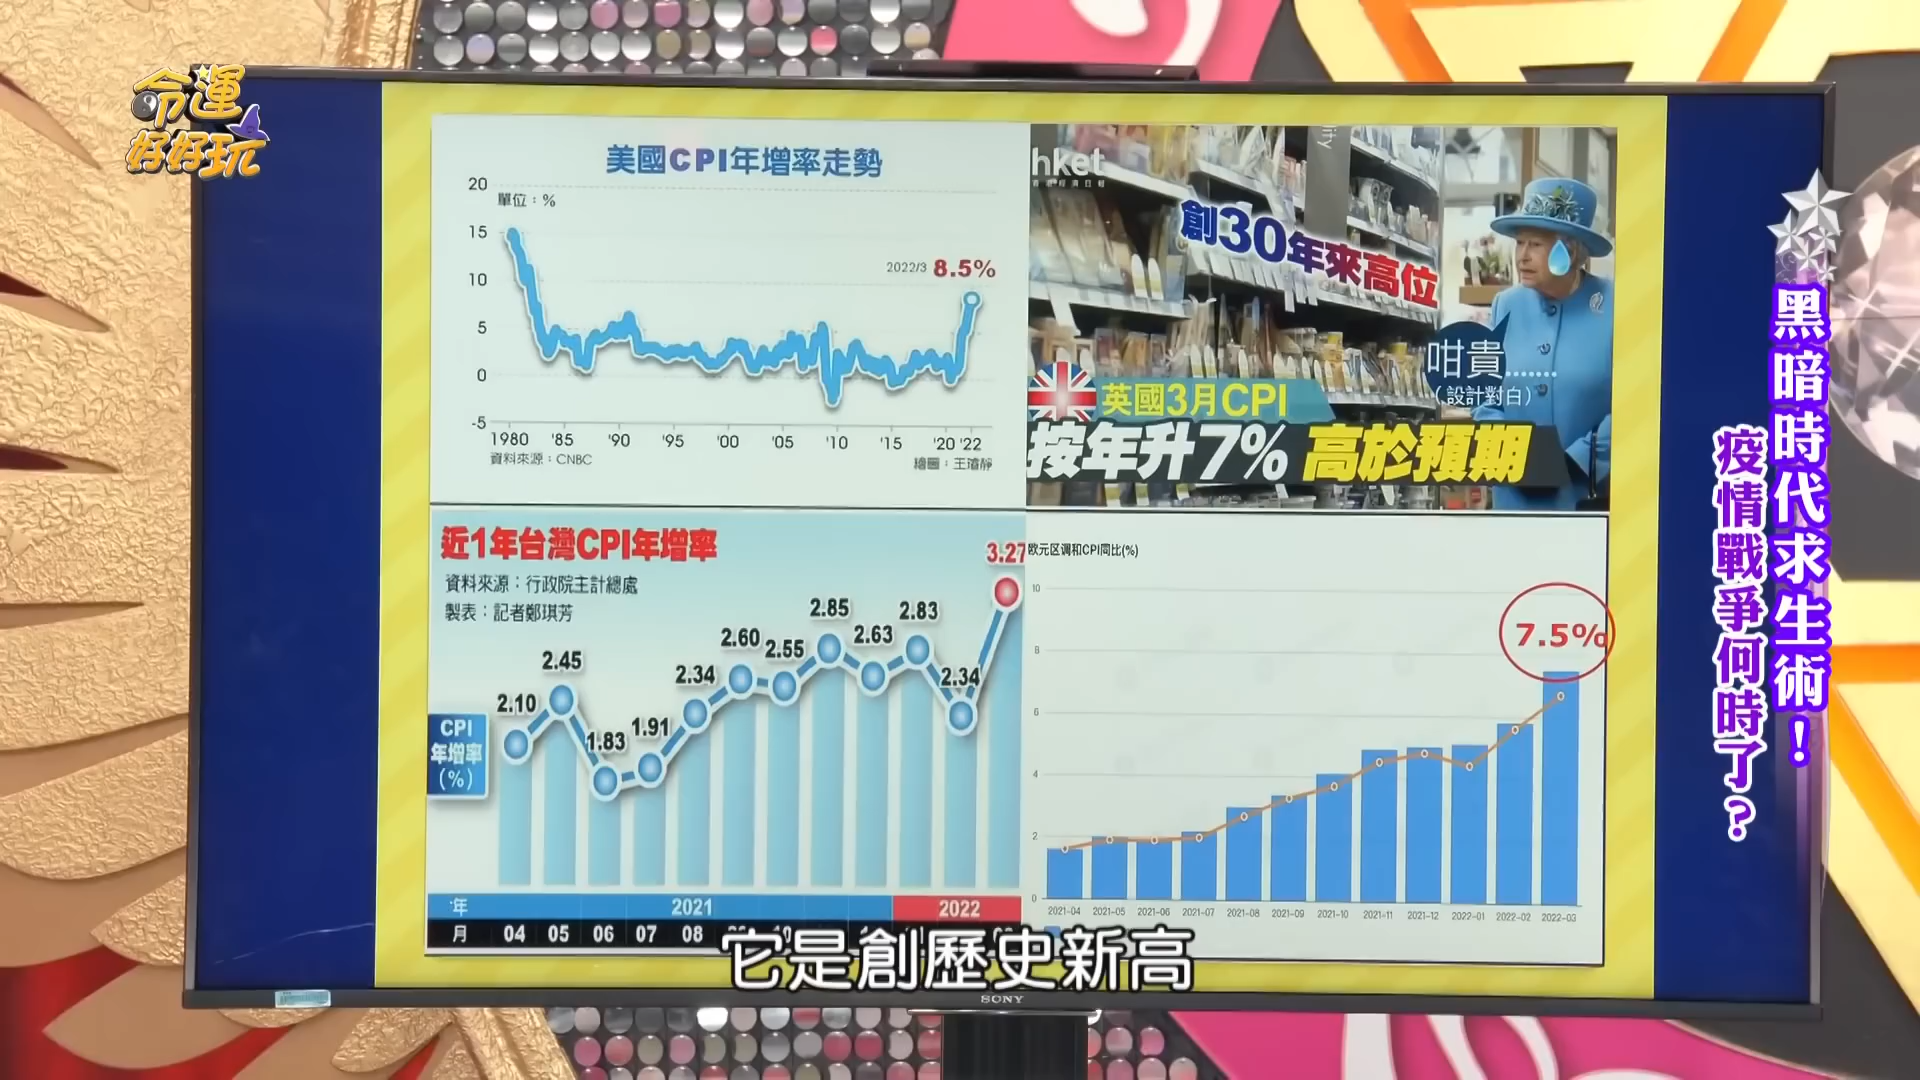 命運
好好玩
美國CPI年增率走勢
單位：%
20
15
10
5
0
-5
2022/3 8.5%
1980 '85 '90 '95 '00 '05 '10 '15 '20 '22
資料來源：CNBC
繪圖：王瑄靜
hket
香港經濟日報
lity
創30年來高位
咁貴.......
（設計對白）
英國3月CPI
按年升7% 高於預期
近1年台灣CPI年增率
資料來源：行政院主計總處
製表：記者鄭琪芳
2.10 2.45 1.83 1.91 2.34 2.60 2.55 2.85 2.63 2.83 2.34 3.27
CPI
年增率
(%)
年 2021 2022
月 04 05 06 07 08
欧元区调和CPI同比(%)
7.5%
10
8
6
4
2
0
2021-04 2021-05 2021-06 2021-07 2021-08 2021-09 2021-10 2021-11 2021-12 2022-01 2022-02 2022-03
黑暗時代求生術！
疫情戰爭何時了？
它是創歷史新高
SONY